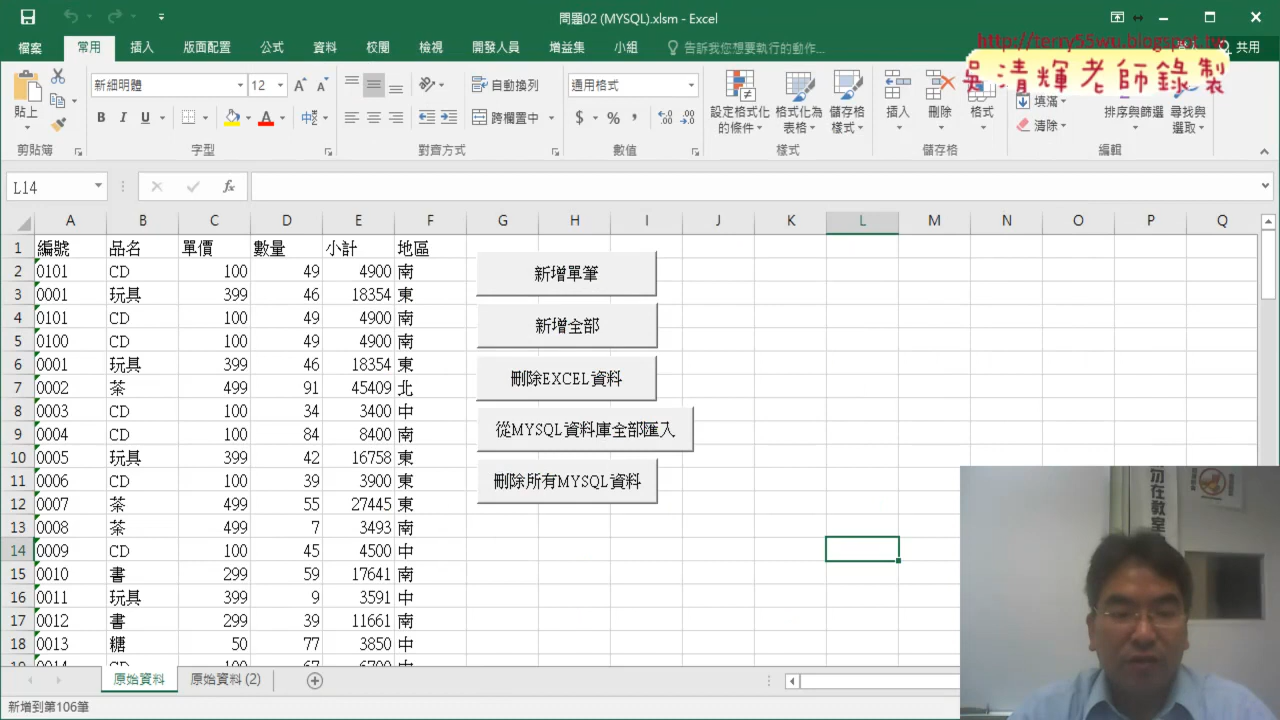 問題02 (MYSQL).xlsm - Excel
檔案 常用 插入 版面配置 公式 資料 校閱 檢視 開發人員 增益集 小組 告訴我您想要執行的動作... 共用
http://terry55wu.blogspot.tw
吳清輝老師錄製
新細明體 12 自動換列 通用格式
貼上 跨欄置中 設定格式化的條件 格式化為表格 儲存格樣式 插入 刪除 格式 填滿 清除 排序與篩選 尋找與選取
剪貼簿 字型 對齊方式 數值 樣式 儲存格 編輯
L14 fx
A B C D E F G H I J K L M N O P Q
1 編號 品名 單價 數量 小計 地區
2 0101 CD 100 49 4900 南
3 0001 玩具 399 46 18354 東
4 0101 CD 100 49 4900 南
5 0100 CD 100 49 4900 南
6 0001 玩具 399 46 18354 東
7 0002 茶 499 91 45409 北
8 0003 CD 100 34 3400 中
9 0004 CD 100 84 8400 南
10 0005 玩具 399 42 16758 東
11 0006 CD 100 39 3900 東
12 0007 茶 499 55 27445 東
13 0008 茶 499 7 3493 南
14 0009 CD 100 45 4500 中
15 0010 書 299 59 17641 南
16 0011 玩具 399 9 3591 中
17 0012 書 299 39 11661 南
18 0013 糖 50 77 3850 中
新增單筆
新增全部
刪除EXCEL資料
從MYSQL資料庫全部匯入
刪除所有MYSQL資料
勿在教室
原始資料 原始資料 (2)
新增到第106筆